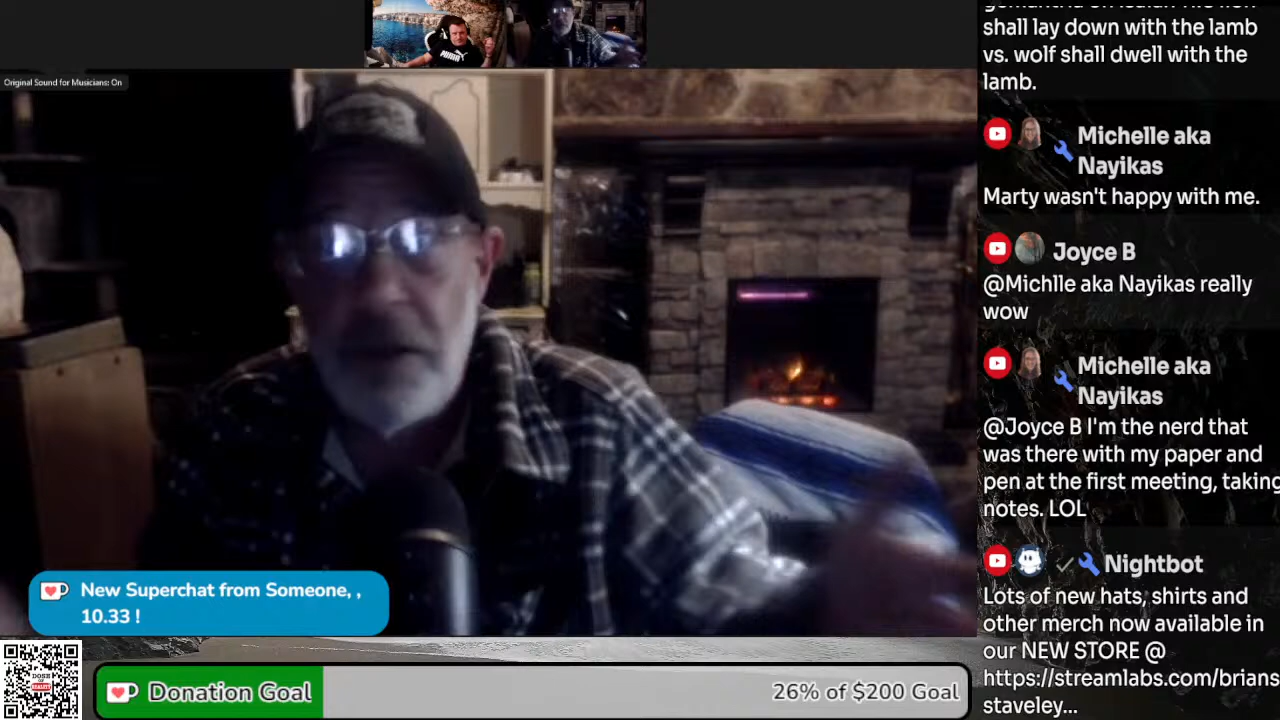 Original Sound for Musicians: On
shall lay down with the lamb
vs. wolf shall dwell with the
lamb.
Michelle aka
Nayikas
Marty wasn't happy with me.
Joyce B
@Michlle aka Nayikas really
wow
Michelle aka
Nayikas
@Joyce B I'm the nerd that
was there with my paper and
pen at the first meeting, taking
notes. LOL
Nightbot
Lots of new hats, shirts and
other merch now available in
our NEW STORE @
https://streamlabs.com/brians
staveley...
New Superchat from Someone, ,
10.33 !
Donation Goal
26% of $200 Goal